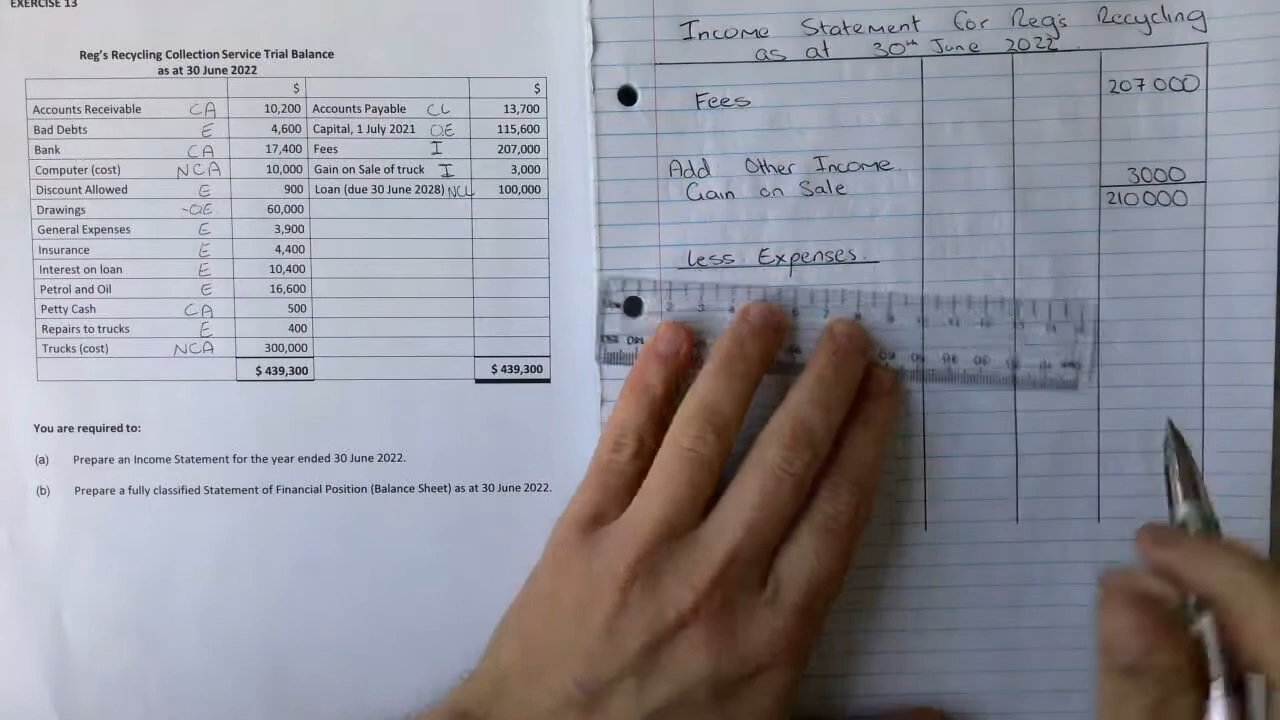 EXERCISE 13
Reg's Recycling Collection Service Trial Balance
as at 30 June 2022
$ $
Accounts Receivable CA 10,200 Accounts Payable CL 13,700
Bad Debts E 4,600 Capital, 1 July 2021 OE 115,600
Bank CA 17,400 Fees I 207,000
Computer (cost) NCA 10,000 Gain on Sale of truck I 3,000
Discount Allowed E 900 Loan (due 30 June 2028) NCL 100,000
Drawings -OE 60,000
General Expenses E 3,900
Insurance E 4,400
Interest on loan E 10,400
Petrol and Oil E 16,600
Petty Cash CA 500
Repairs to trucks E 400
Trucks (cost) NCA 300,000
$ 439,300 $ 439,300
You are required to:
(a) Prepare an Income Statement for the year ended 30 June 2022.
(b) Prepare a fully classified Statement of Financial Position (Balance Sheet) as at 30 June 2022.
Income Statement for Reg's Recycling
as at 30th June 2022
Fees 207 000
Add Other Income
Gain on Sale 3000
210000
less Expenses